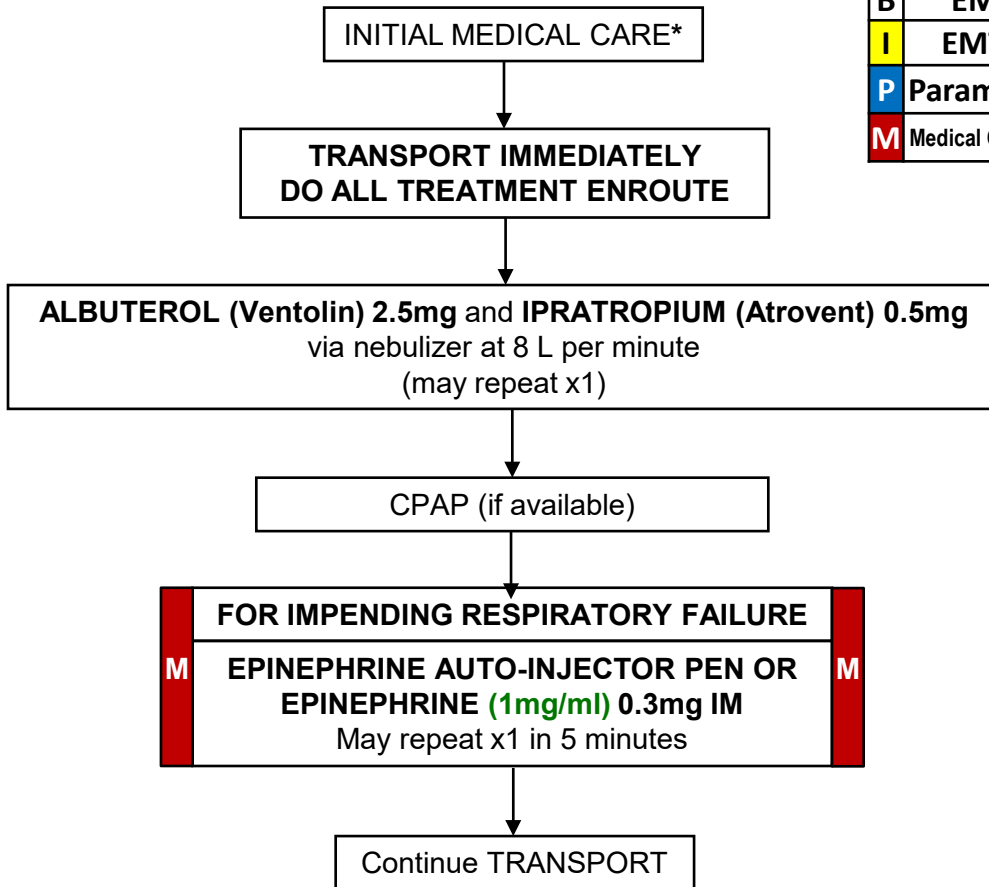 INITIAL MEDICAL CARE*
B
I
P
M Medical
TRANSPORT IMMEDIATELY
DO ALL TREATMENT ENROUTE
ALBUTEROL (Ventolin) 2.5mg and IPRATROPIUM (Atrovent) 0.5mg
via nebulizer at 8 L per minute
(may repeat x1)
CPAP (if available)
FOR IMPENDING RESPIRATORY FAILURE
M
M
EPINEPHRINE AUTO-INJECTOR PEN OR
EPINEPHRINE (1mg/ml) 0.3mg IM
May repeat x1 in 5 minutes
Continue TRANSPORT